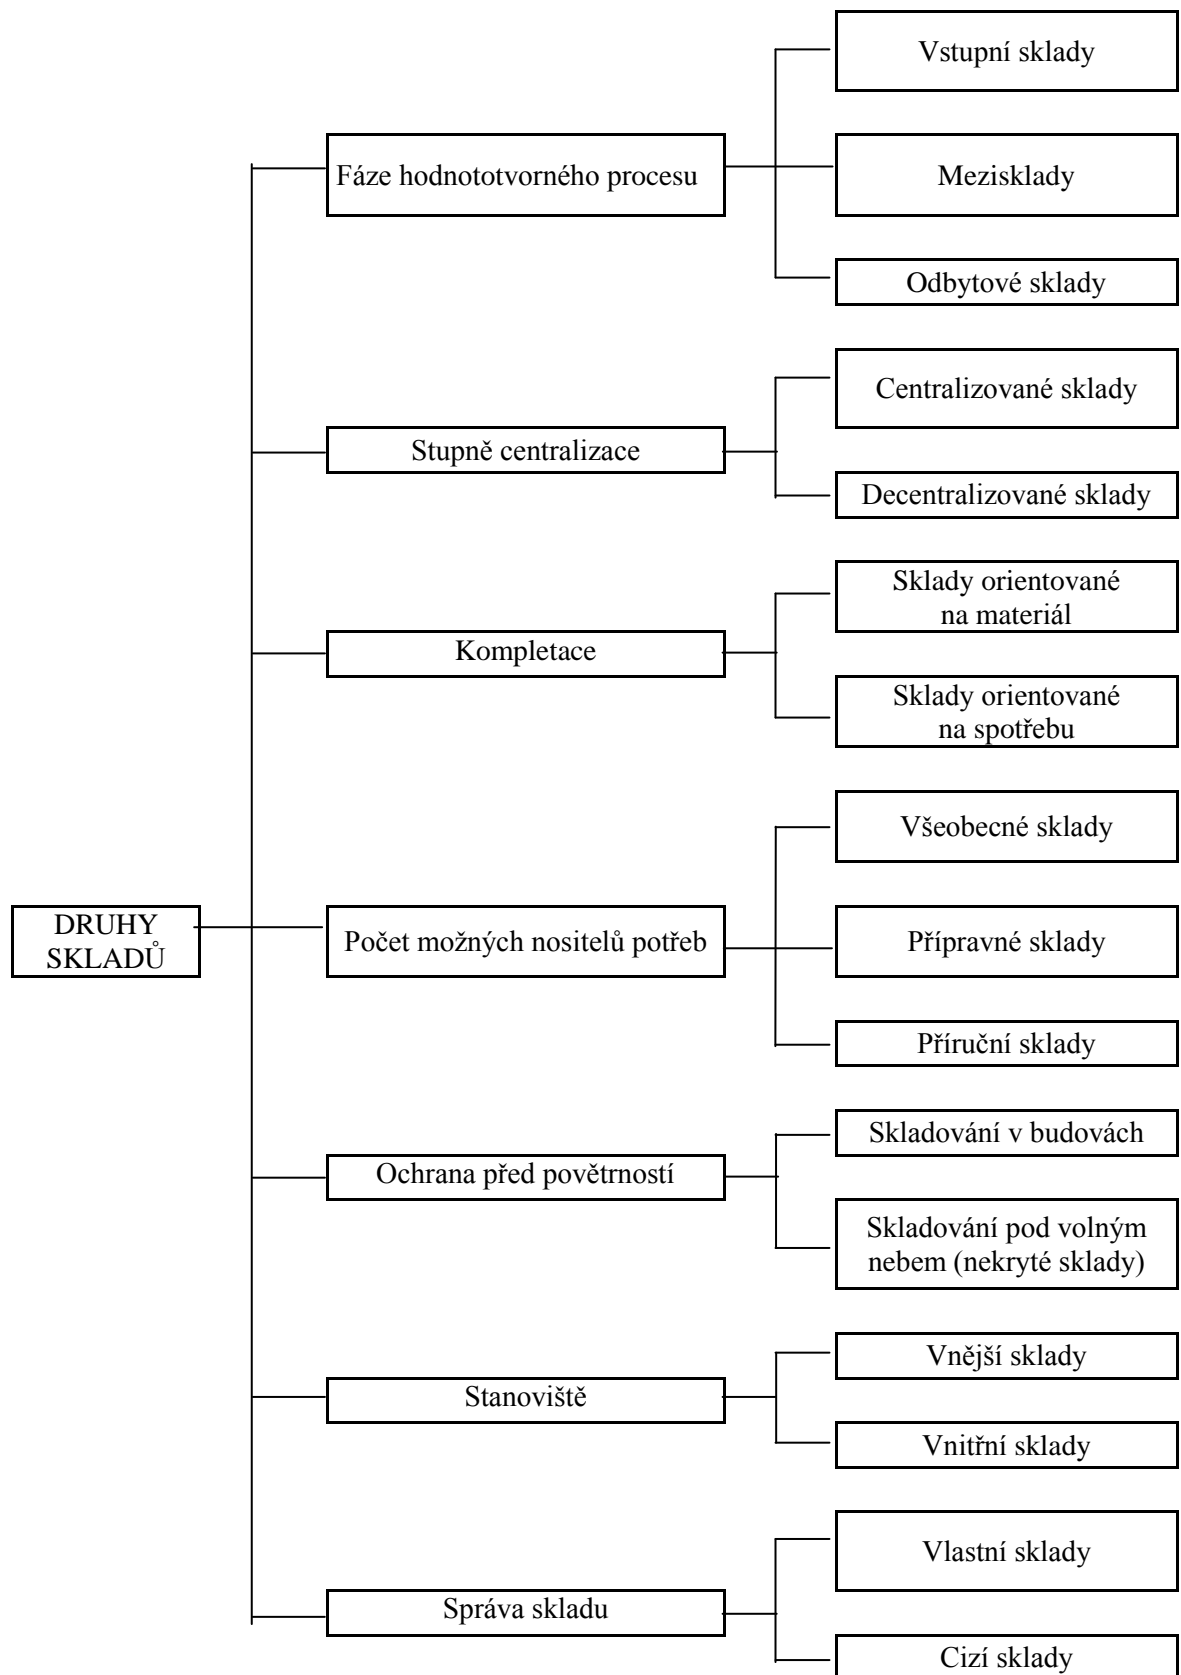 Vstupní sklady
Fáze hodnototvorného procesu
Mezisklady
Odbytové sklady
Centralizované sklady
Stupně centralizace
Decentralizované sklady
Sklady orientované
na materiál
Kompletace
Sklady orientované
na spotřebu
Všeobecné sklady
DRUHY
SKLADŮ
Počet možných nositelů potřeb
Přípravné sklady
Příruční sklady
Skladování v budovách
Ochrana před povětrností
Skladování pod volným
nebem (nekryté sklady)
Vnější sklady
Stanoviště
Vnitřní sklady
Vlastní sklady
Správa skladu
Cizí sklady